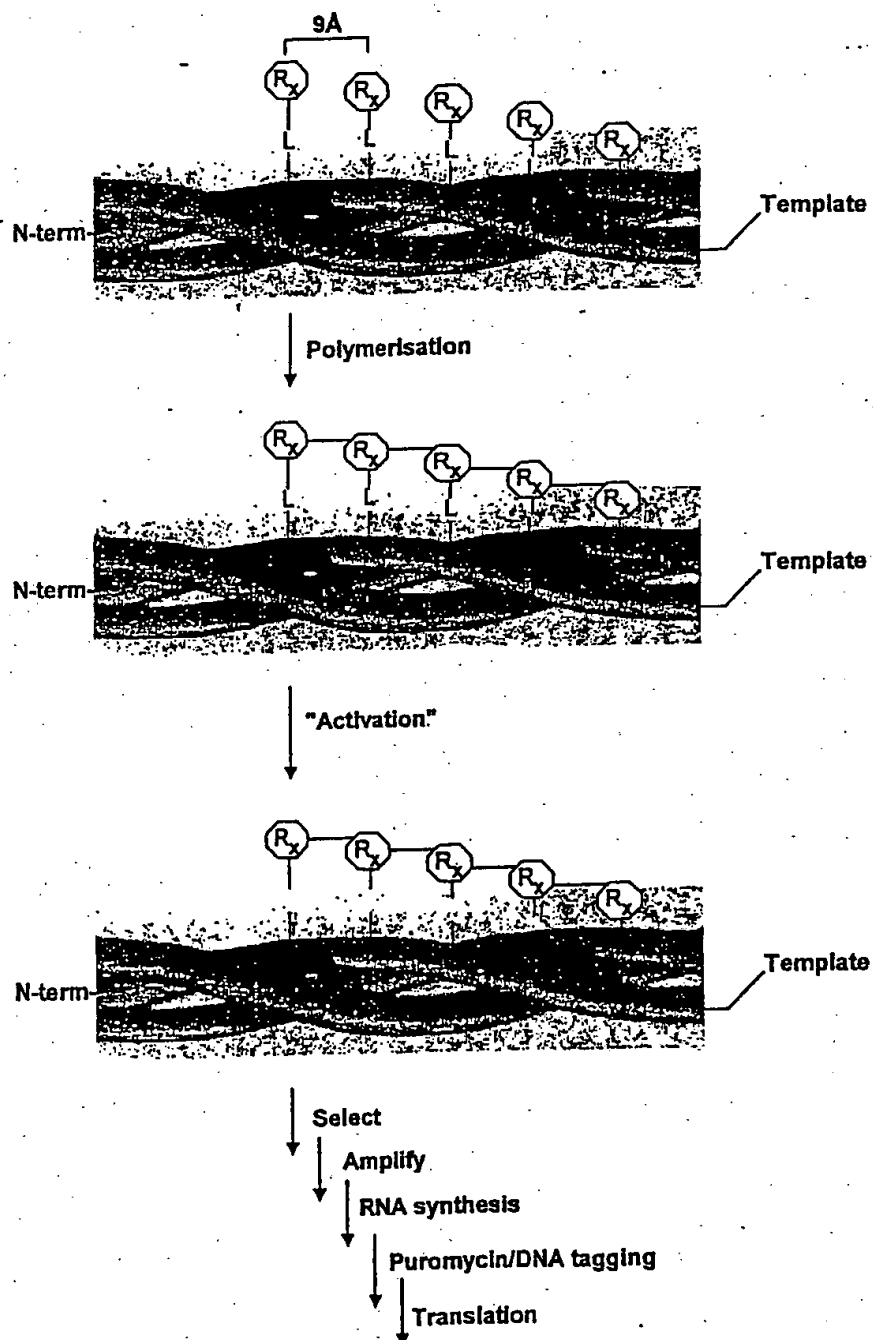 9Å
Rx Rx Rx Rx Rx
L L L
N-term
Template
Polymerisation
Rx Rx Rx Rx Rx
L L L
N-term
Template
"Activation"
Rx Rx Rx Rx Rx
N-term
Template
Select
Amplify
RNA synthesis
Puromycin/DNA tagging
Translation